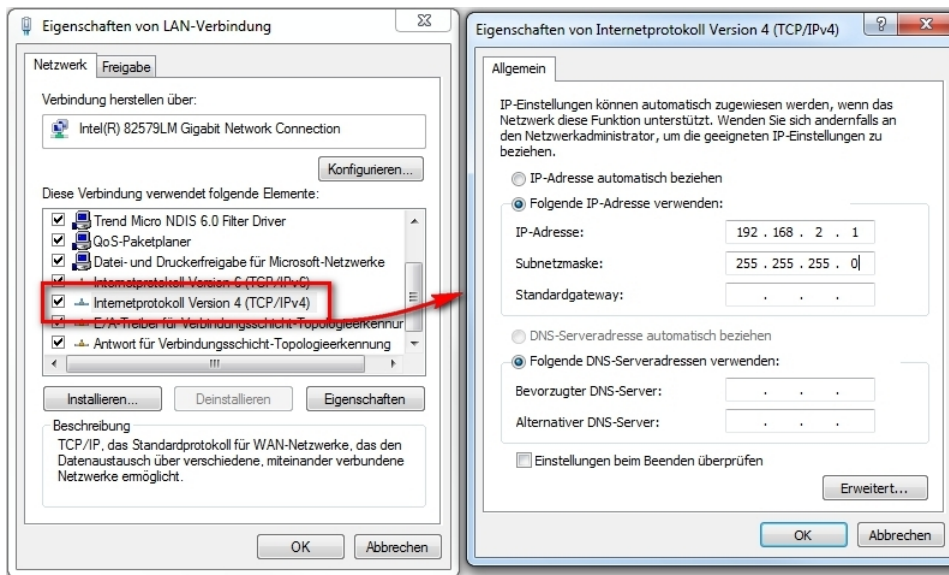 Eigenschaften von LAN-Verbindung
Netzwerk
Freigabe
Verbindung herstellen über:
Intel(R) 82579LM Gigabit Network Connection
Konfigurieren...
Diese Verbindung verwendet folgende Elemente:
Trend Micro NDIS 6.0 Filter Driver
QoS-Paketplaner
Datei- und Druckerfreigabe für Microsoft-Netzwerke
Internetprotokoll Version 6 (TCP/IPv6)
Internetprotokoll Version 4 (TCP/IPv4)
E/A-Treiber für Verbindungsschicht-Topologieerkennur
Antwort für Verbindungsschicht-Topologieerkennung
Installieren...
Deinstallieren
Eigenschaften
Beschreibung
TCP/IP, das Standardprotokoll für WAN-Netzwerke, das den
Datenaustausch über verschiedene, miteinander verbundene
Netzwerke ermöglicht.
OK
Abbrechen
Eigenschaften von Internetprotokoll Version 4 (TCP/IPv4)
Allgemein
IP-Einstellungen können automatisch zugewiesen werden, wenn das
Netzwerk diese Funktion unterstützt. Wenden Sie sich andernfalls an
den Netzwerkadministrator, um die geeigneten IP-Einstellungen zu
beziehen.
IP-Adresse automatisch beziehen
Folgende IP-Adresse verwenden:
IP-Adresse: 192 . 168 . 2 . 1
Subnetzmaske: 255 . 255 . 255 . 0
Standardgateway: . . .
DNS-Serveradresse automatisch beziehen
Folgende DNS-Serveradressen verwenden:
Bevorzugter DNS-Server: . . .
Alternativer DNS-Server: . . .
Einstellungen beim Beenden überprüfen
Erweitert...
OK
Abbrechen